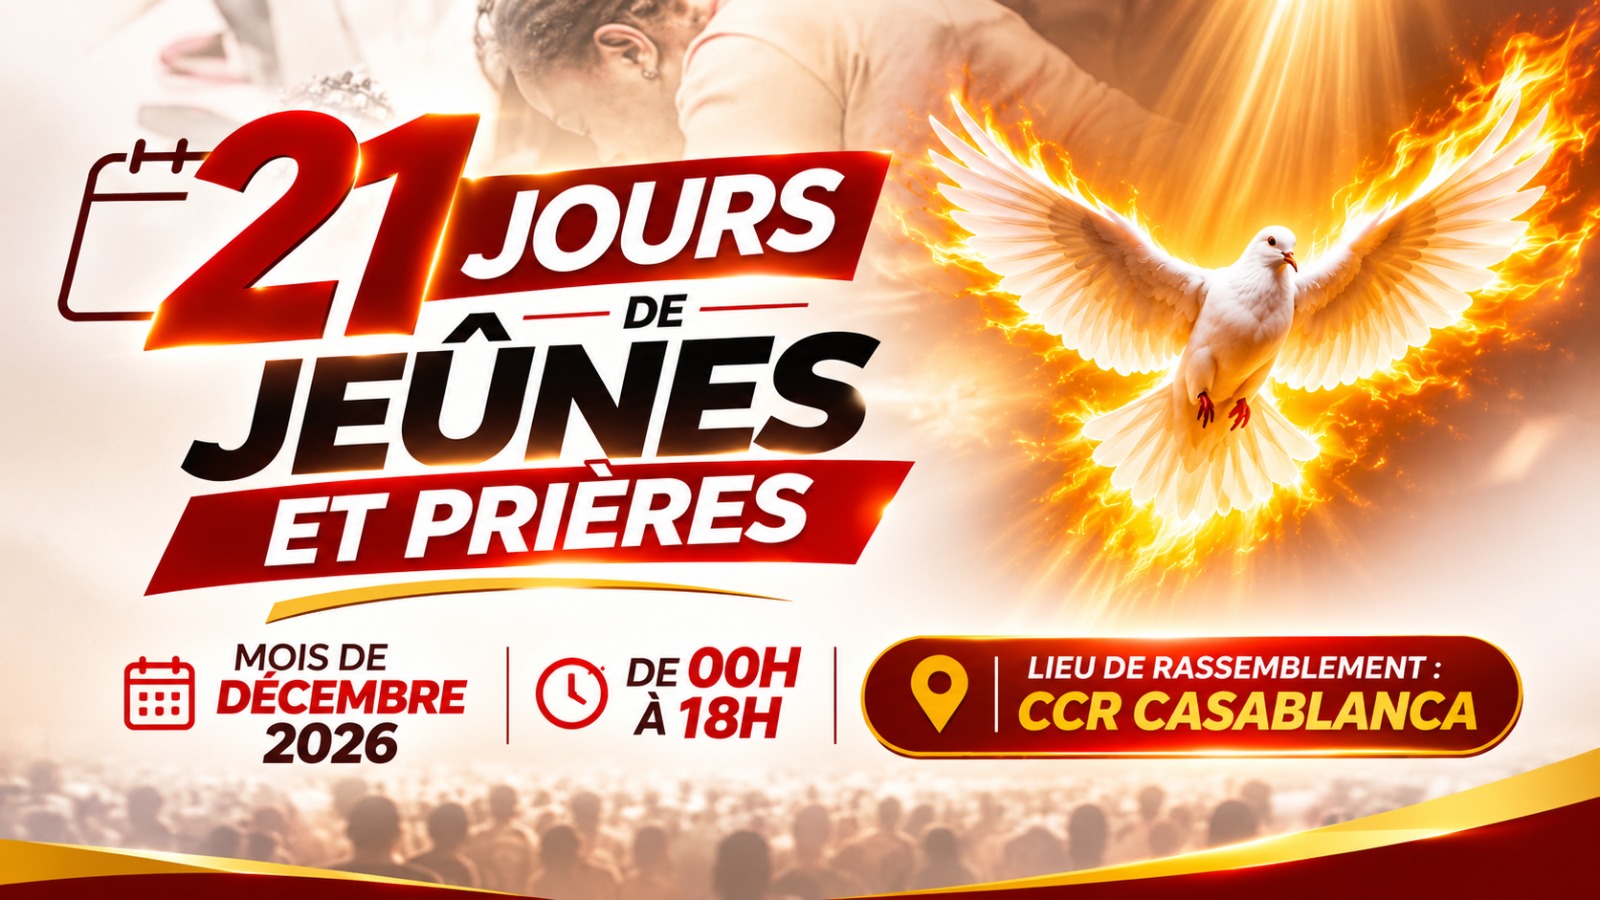 21 JOURS
DE
JEÛNES
ET PRIÈRES
MOIS DE
DÉCEMBRE
2026
DE 00H
À 18H
LIEU DE RASSEMBLEMENT :
CCR CASABLANCA